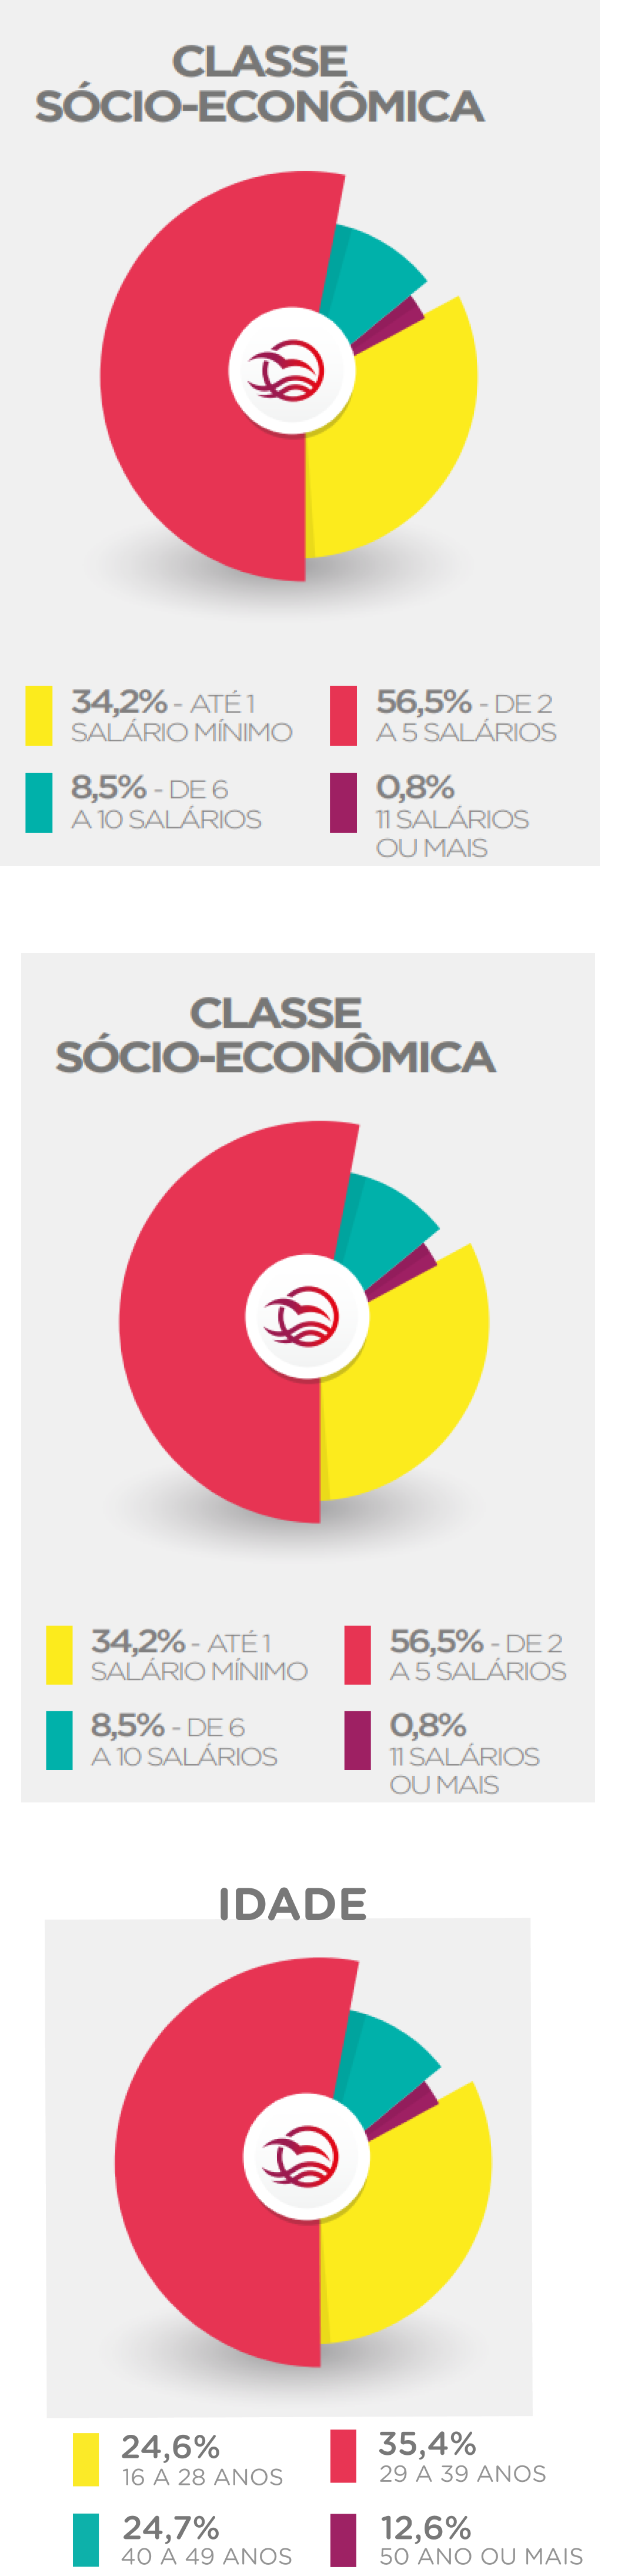 CLASSE
SÓCIO-ECONÔMICA
34,2% - ATÉ 1
SALÁRIO MÍNIMO
56,5% - DE 2
A 5 SALÁRIOS
8,5% - DE 6
A 10 SALÁRIOS
0,8%
11 SALÁRIOS
OU MAIS
CLASSE
SÓCIO-ECONÔMICA
34,2% - ATÉ 1
SALÁRIO MÍNIMO
56,5% - DE 2
A 5 SALÁRIOS
8,5% - DE 6
A 10 SALÁRIOS
0,8%
11 SALÁRIOS
OU MAIS
IDADE
24,6%
16 A 28 ANOS
35,4%
29 A 39 ANOS
24,7%
40 A 49 ANOS
12,6%
50 ANO OU MAIS